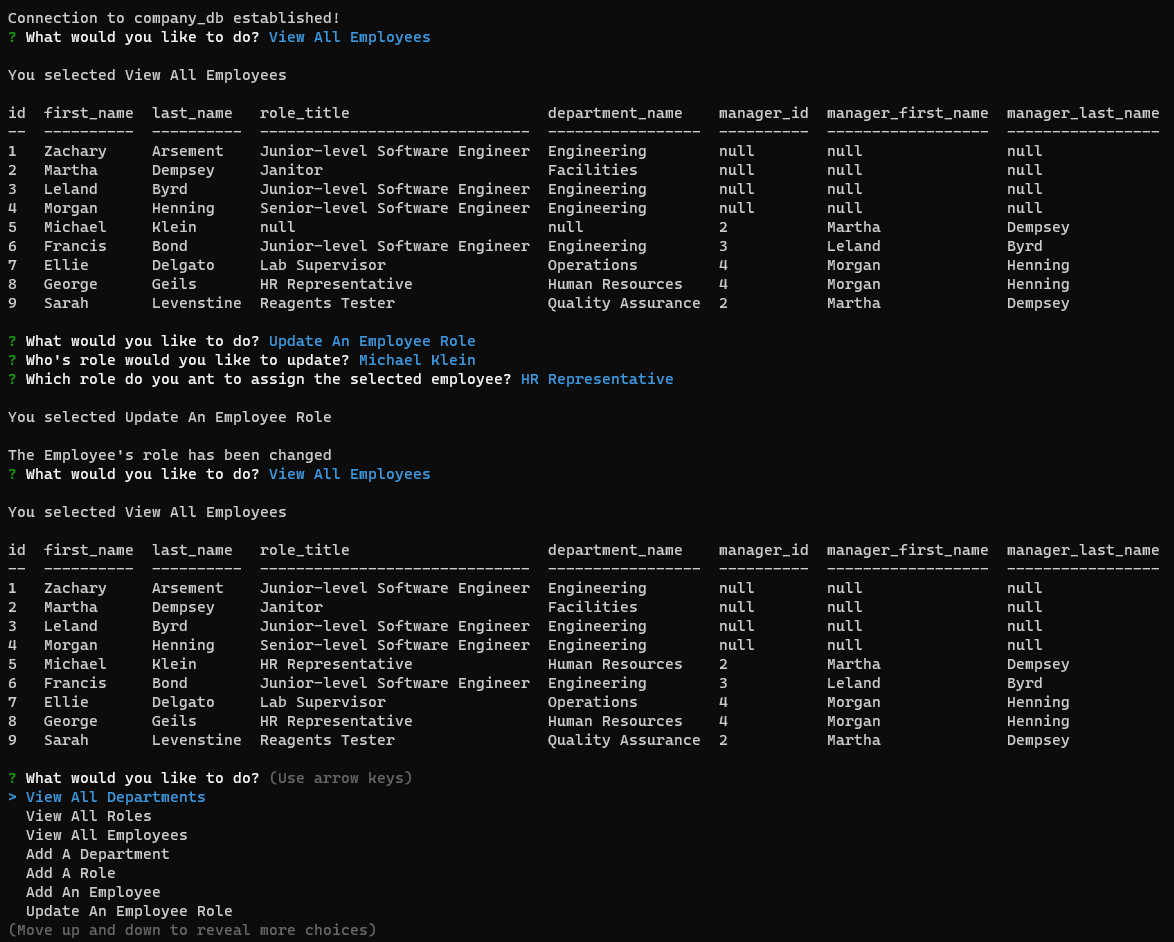 Connection to company_db established!
? What would you like to do? View All Employees
You selected View All Employees
id  first_name  last_name   role_title                      department_name    manager_id  manager_first_name  manager_last_name
--  ----------  ----------  ------------------------------  -----------------  ----------  ------------------  -----------------
1   Zachary     Arsement    Junior-level Software Engineer  Engineering        null        null                null
2   Martha      Dempsey     Janitor                         Facilities         null        null                null
3   Leland      Byrd        Junior-level Software Engineer  Engineering        null        null                null
4   Morgan      Henning     Senior-level Software Engineer  Engineering        null        null                null
5   Michael     Klein       null                            null               2           Martha              Dempsey
6   Francis     Bond        Junior-level Software Engineer  Engineering        3           Leland              Byrd
7   Ellie       Delgato     Lab Supervisor                  Operations         4           Morgan              Henning
8   George      Geils       HR Representative               Human Resources    4           Morgan              Henning
9   Sarah       Levenstine  Reagents Tester                 Quality Assurance  2           Martha              Dempsey
? What would you like to do? Update An Employee Role
? Who's role would you like to update? Michael Klein
? Which role do you ant to assign the selected employee? HR Representative
You selected Update An Employee Role
The Employee's role has been changed
? What would you like to do? View All Employees
You selected View All Employees
id  first_name  last_name   role_title                      department_name    manager_id  manager_first_name  manager_last_name
--  ----------  ----------  ------------------------------  -----------------  ----------  ------------------  -----------------
1   Zachary     Arsement    Junior-level Software Engineer  Engineering        null        null                null
2   Martha      Dempsey     Janitor                         Facilities         null        null                null
3   Leland      Byrd        Junior-level Software Engineer  Engineering        null        null                null
4   Morgan      Henning     Senior-level Software Engineer  Engineering        null        null                null
5   Michael     Klein       HR Representative               Human Resources    2           Martha              Dempsey
6   Francis     Bond        Junior-level Software Engineer  Engineering        3           Leland              Byrd
7   Ellie       Delgato     Lab Supervisor                  Operations         4           Morgan              Henning
8   George      Geils       HR Representative               Human Resources    4           Morgan              Henning
9   Sarah       Levenstine  Reagents Tester                 Quality Assurance  2           Martha              Dempsey
? What would you like to do? (Use arrow keys)
> View All Departments
View All Roles
View All Employees
Add A Department
Add A Role
Add An Employee
Update An Employee Role
(Move up and down to reveal more choices)